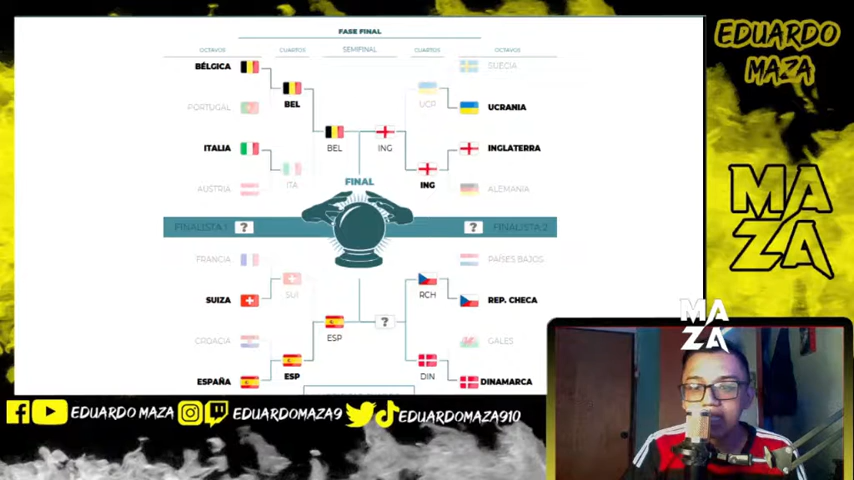 FASE FINAL
OCTAVOS CUARTOS SEMIFINAL CUARTOS OCTAVOS
BÉLGICA SUECIA
BEL UCR
PORTUGAL UCRANIA
BEL ING
ITALIA INGLATERRA
ITA FINAL ING
AUSTRIA ALEMANIA
FINALISTA 1 ? ? FINALISTA 2
FRANCIA PAÍSES BAJOS
SUI RCH
SUIZA REP. CHECA
ESP ?
CROACIA GALES
ESP DIN
ESPAÑA DINAMARCA
EDUARDO
MAZA
MA
ZA
MA
ZA
EDUARDO MAZA EDUARDOMAZA9 EDUARDOMAZA910